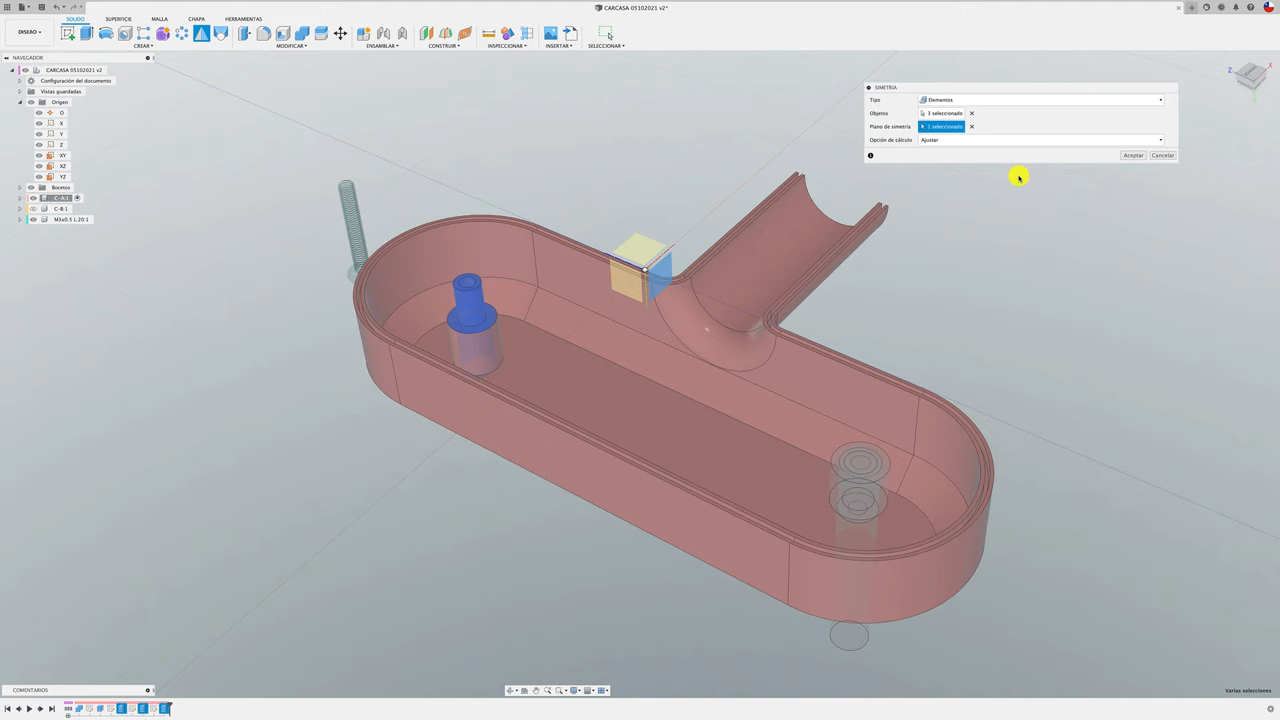 CARCASA 05102021 v2*
SOLIDO
SUPERFICIE
MALLA
CHAPA
HERRAMIENTAS
DISEÑO
CREAR
MODIFICAR
ENSAMBLAR
CONSTRUIR
INSPECCIONAR
INSERTAR
SELECCIONAR
NAVEGADOR
CARCASA 05102021 v2
Configuración del documento
Vistas guardadas
Origen
O
X
Y
Z
XY
XZ
YZ
Bocetos
C-A:1
C-B:1
M3x0.5 L:20:1
Z
X
SIMETRÍA
Tipo
Elementos
Objetos
3 seleccionado
Plano de simetría
1 seleccionado
Opción de cálculo
Ajustar
Aceptar
Cancelar
COMENTARIOS
Varias selecciones